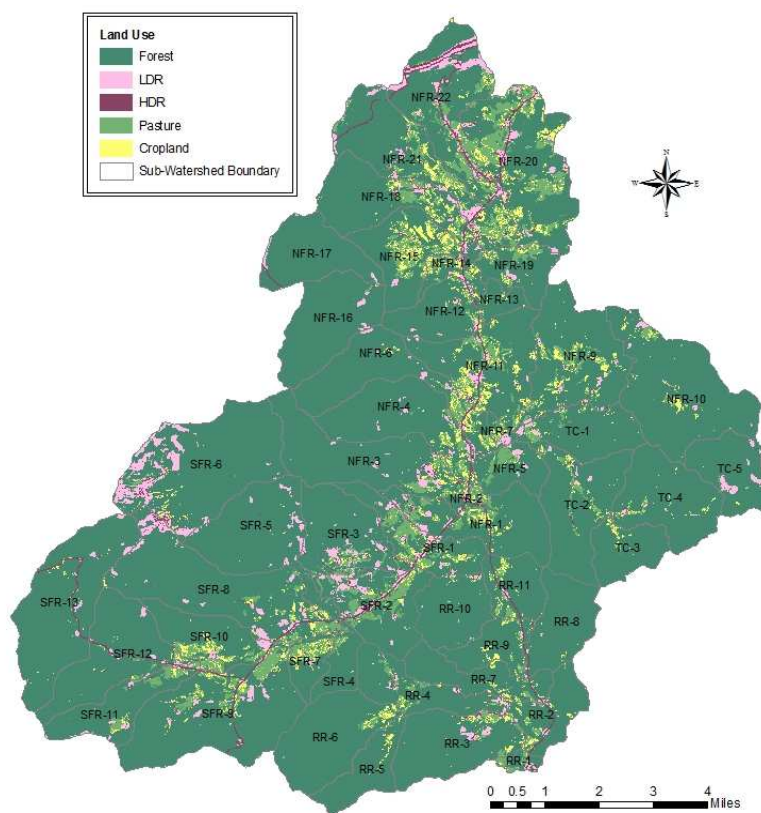 Land Use
Forest
LDR
HDR
Pasture
Cropland
Sub-Watershed Boundary
NFR-22
NFR-21
NFR-20
NFR-18
N
W E
S
NFR-17
NFR-15
NFR-14
NFR-19
NFR-16
NFR-12
NFR-13
NFR-6
NFR-11
NFR-9
NFR-4
NFR-10
NFR-7
TC-1
SFR-6
NFR-3
NFR-5
TC-5
NFR-2
SFR-5
TC-2
TC-4
SFR-3
NFR-1
SFR-1
TC-3
SFR-13
SFR-8
SFR-2
RR-11
RR-10
RR-8
SFR-10
SFR-12
SFR-7
RR-9
SFR-4
RR-7
RR-4
SFR-11
SFR-9
RR-2
RR-6
RR-3
RR-5
RR-1
0 0.5 1 2 3 4
Miles